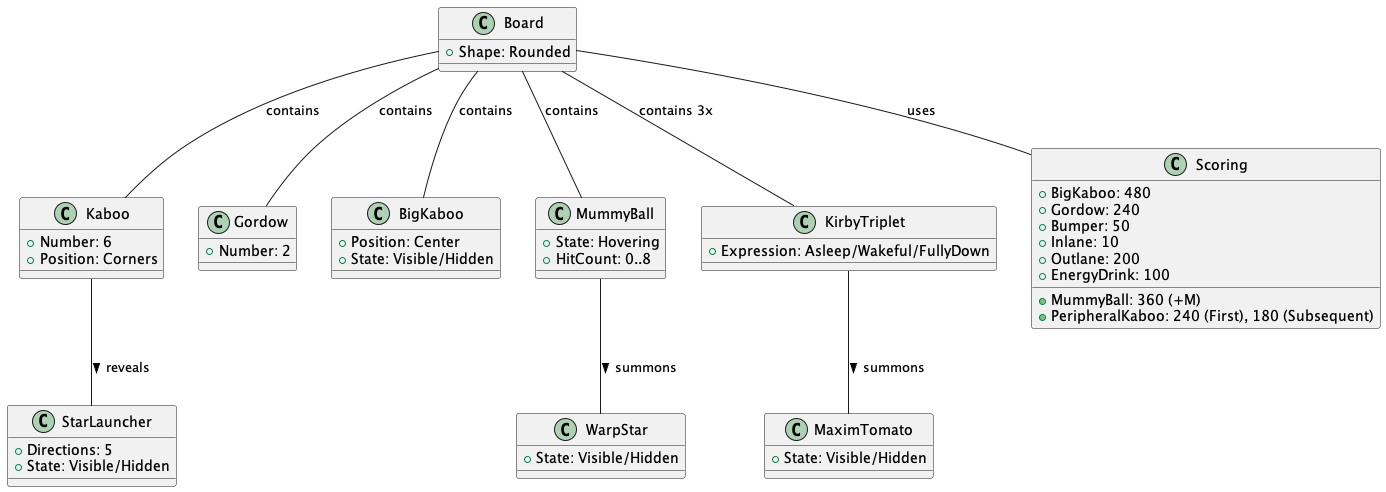 C Board
Shape: Rounded
contains
contains
contains
contains
contains 3x
uses
C Scoring
BigKaboo: 480
Gordow: 240
Bumper: 50
Inlane: 10
Outlane: 200
EnergyDrink: 100
MummyBall: 360 (+M)
PeripheralKaboo: 240 (First), 180 (Subsequent)
C Kaboo
Number: 6
Position: Corners
C Gordow
Number: 2
C BigKaboo
Position: Center
State: Visible/Hidden
C MummyBall
State: Hovering
HitCount: 0..8
C KirbyTriplet
Expression: Asleep/Wakeful/FullyDown
reveals
summons
summons
C StarLauncher
Directions: 5
State: Visible/Hidden
C WarpStar
State: Visible/Hidden
C MaximTomato
State: Visible/Hidden